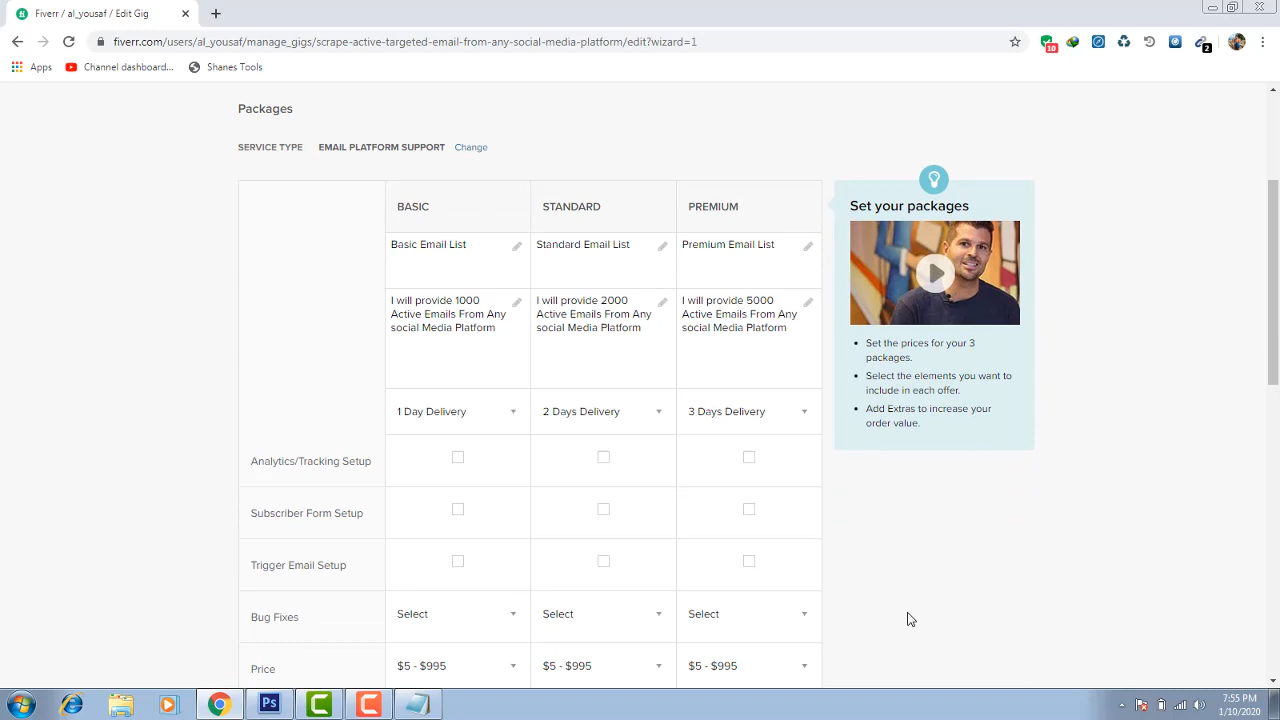 Fiverr / al_yousaf / Edit Gig
fiverr.com/users/al_yousaf/manage_gigs/scrape-active-targeted-email-from-any-social-media-platform/edit?wizard=1
10
2
Apps
Channel dashboard...
Shanes Tools
Packages
SERVICE TYPE EMAIL PLATFORM SUPPORT Change
BASIC STANDARD PREMIUM
Basic Email List
Standard Email List
Premium Email List
I will provide 1000
Active Emails From Any
social Media Platform
I will provide 2000
Active Emails From Any
social Media Platform
I will provide 5000
Active Emails From Any
social Media Platform
1 Day Delivery
2 Days Delivery
3 Days Delivery
Analytics/Tracking Setup
Subscriber Form Setup
Trigger Email Setup
Bug Fixes Select Select Select
Price $5 - $995 $5 - $995 $5 - $995
Set your packages
Set the prices for your 3
packages.
Select the elements you want to
include in each offer.
Add Extras to increase your
order value.
Ps
7:55 PM
1/10/2020